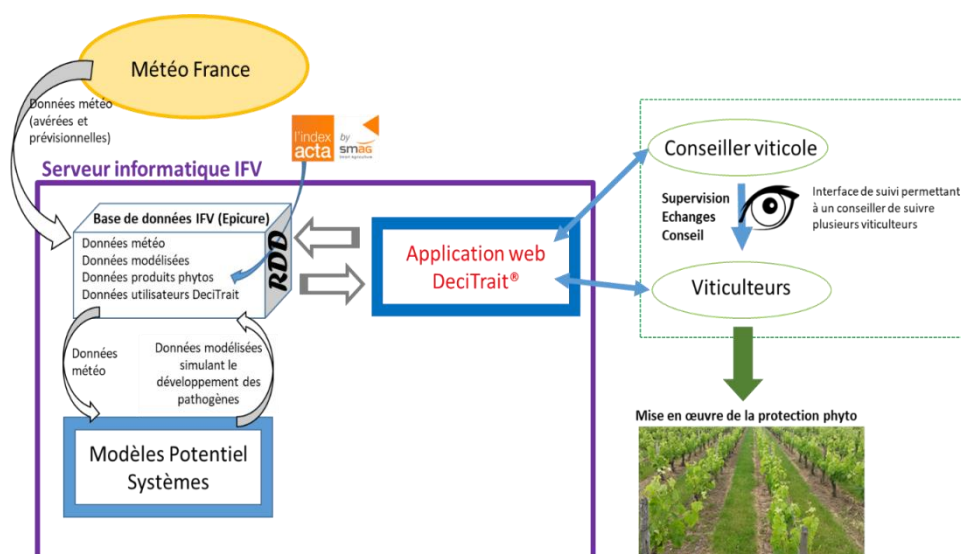 Météo France
Données météo
(avérées et
prévisionnelles)
l'index
acta
by
smag
Smart Agriculture
Serveur informatique IFV
Base de données IFV (Epicure)
Données météo
Données modélisées
Données produits phytos
Données utilisateurs DeciTrait
RDD
Données
météo
Données modélisées
simulant le
développement des
pathogènes
Modèles Potentiel
Systèmes
Application web
DeciTrait®
Conseiller viticole
Supervision
Echanges
Conseil
Interface de suivi permettant
à un conseiller de suivre
plusieurs viticulteurs
Viticulteurs
Mise en œuvre de la protection phyto